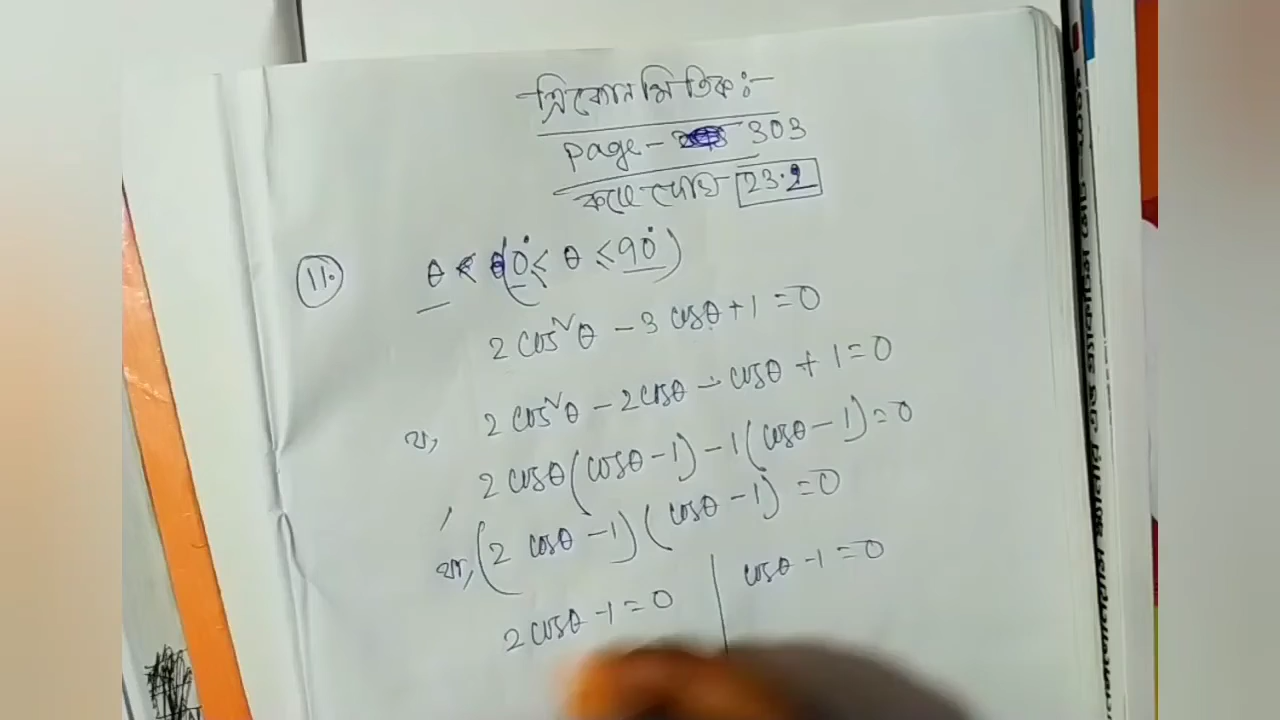 ত্রিকোনমিতিক:-
page- 303
কষে দেখি 23.2
11. θ (0° ≤ θ ≤ 90°)
2 cos²θ - 3 cosθ + 1 = 0
বা, 2 cos²θ - 2cosθ - cosθ + 1 = 0
2 cosθ(cosθ - 1) - 1(cosθ - 1) = 0
বা, (2 cosθ - 1)(cosθ - 1) = 0
2 cosθ - 1 = 0 | cosθ - 1 = 0